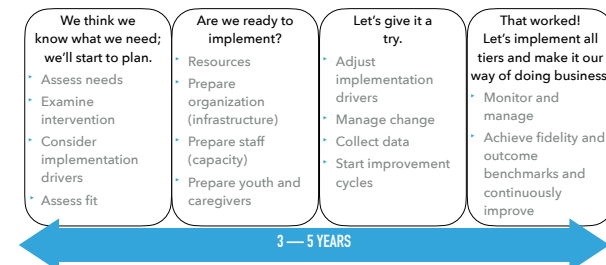 We think we
know what we need;
we'll start to plan.
‣ Assess needs
‣ Examine
intervention
‣ Consider
implementation
drivers
‣ Assess fit
Are we ready to
implement?
‣ Resources
‣ Prepare
organization
(infrastructure)
‣ Prepare staff
(capacity)
‣ Prepare youth and
caregivers
Let's give it a
try.
‣ Adjust
implementation
drivers
‣ Manage change
‣ Collect data
‣ Start improvement
cycles
That worked!
Let's implement all
tiers and make it our
way of doing business
‣ Monitor and
manage
‣ Achieve fidelity and
outcome
benchmarks and
continuously
improve
3 — 5 YEARS